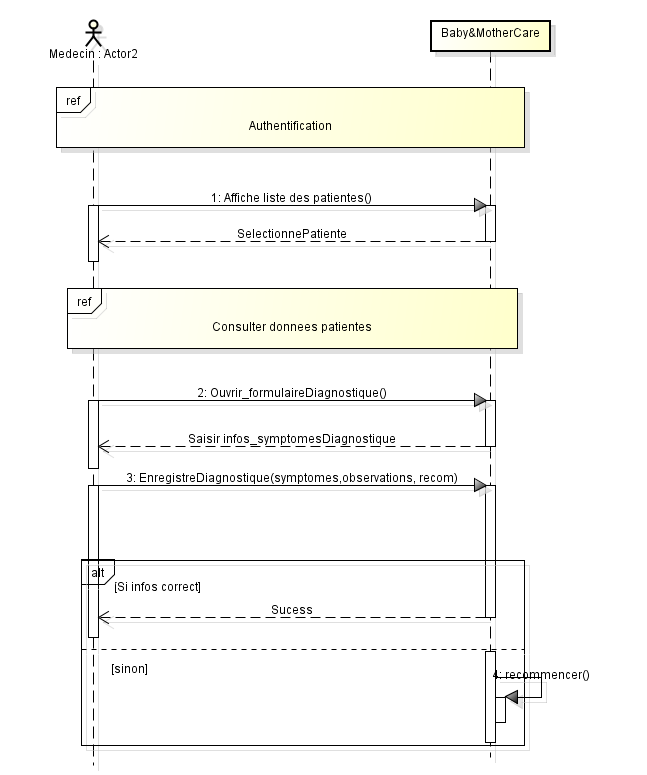 Baby&MotherCare
Medecin : Actor2
ref
Authentification
1: Affiche liste des patientes()
SelectionnePatiente
ref
Consulter donnees patientes
2: Ouvrir_formulaireDiagnostique()
Saisir infos_symptomesDiagnostique
3: EnregistreDiagnostique(symptomes,observations, recom)
alt
[Si infos correct]
Sucess
[sinon]
4: recommencer()